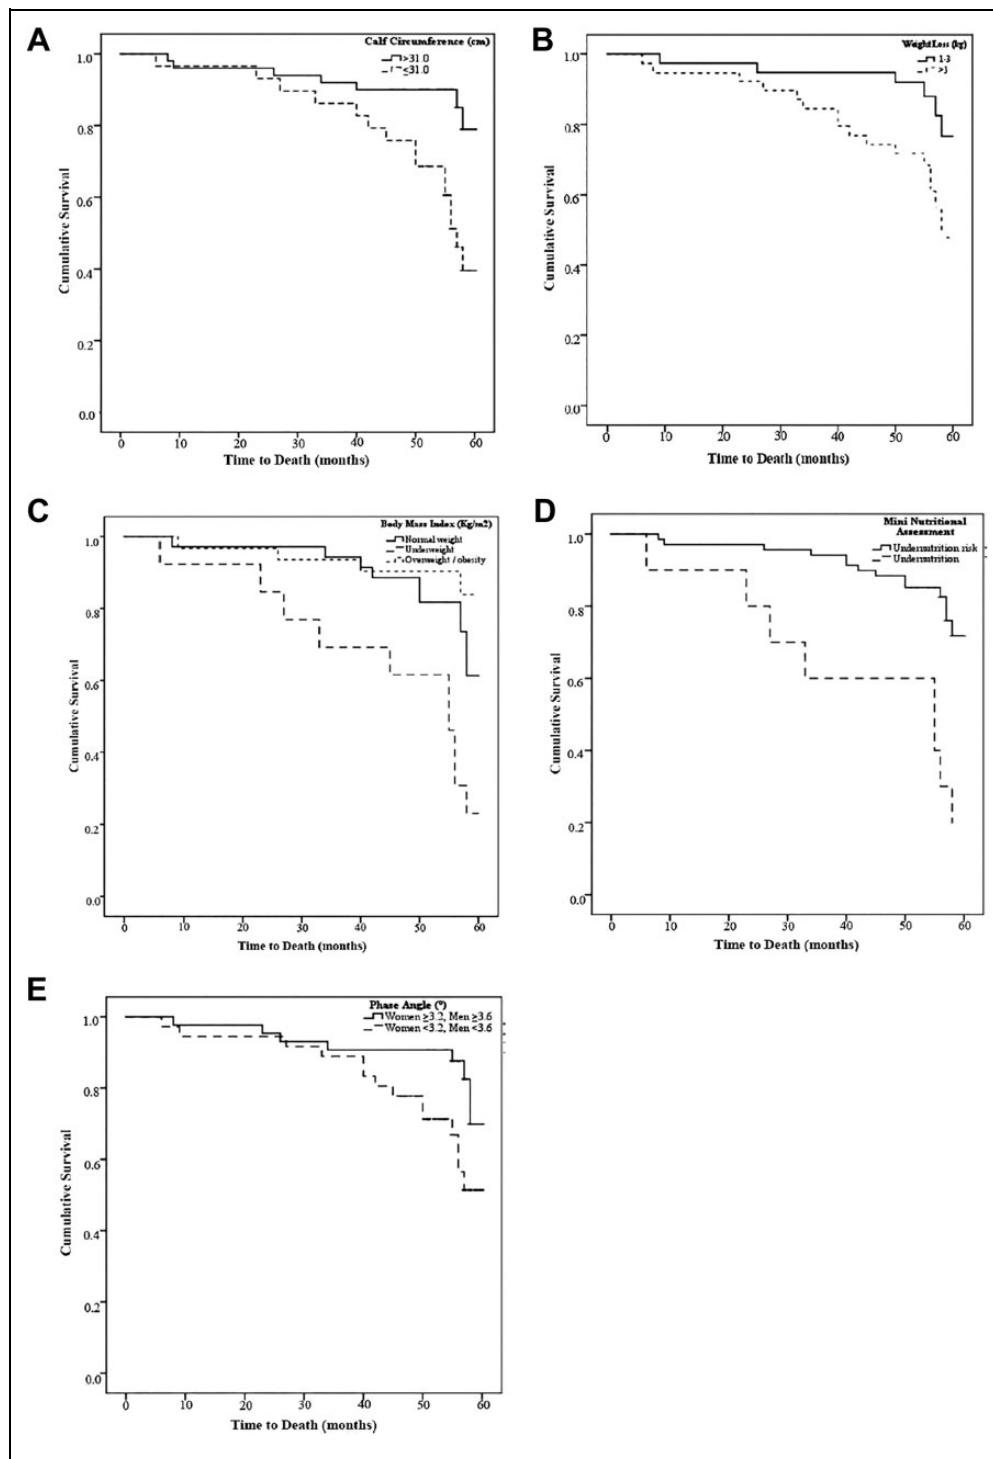 A
Calf Circumference (cm)
>31.0
≤31.0
1.0
0.8
0.6
0.4
0.2
0.0
Cumulative Survival
0 10 20 30 40 50 60
Time to Death (months)
B
Weight Loss (kg)
1-3
>3
1.0
0.8
0.6
0.4
0.2
0.0
Cumulative Survival
0 10 20 30 40 50 60
Time to Death (months)
C
Body Mass Index (Kg/m2)
Normal weight
Underweight
Overweight / obesity
1.0
0.8
0.6
0.4
0.2
0.0
Cumulative Survival
0 10 20 30 40 50 60
Time to Death (months)
D
Mini Nutritional
Assessment
Undernutrition risk
Undernutrition
1.0
0.8
0.6
0.4
0.2
0.0
Cumulative Survival
0 10 20 30 40 50 60
Time to Death (months)
E
Phase Angle (º)
Women ≥3.2, Men ≥3.6
Women <3.2, Men <3.6
1.0
0.8
0.6
0.4
0.2
0.0
Cumulative Survival
0 10 20 30 40 50 60
Time to Death (months)